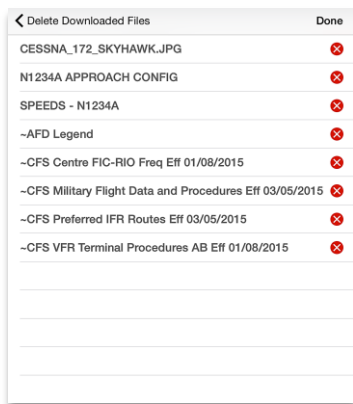 Delete Downloaded Files Done
CESSNA_172_SKYHAWK.JPG
N1234A APPROACH CONFIG
SPEEDS - N1234A
~AFD Legend
~CFS Centre FIC-RIO Freq Eff 01/08/2015
~CFS Military Flight Data and Procedures Eff 03/05/2015
~CFS Preferred IFR Routes Eff 03/05/2015
~CFS VFR Terminal Procedures AB Eff 01/08/2015